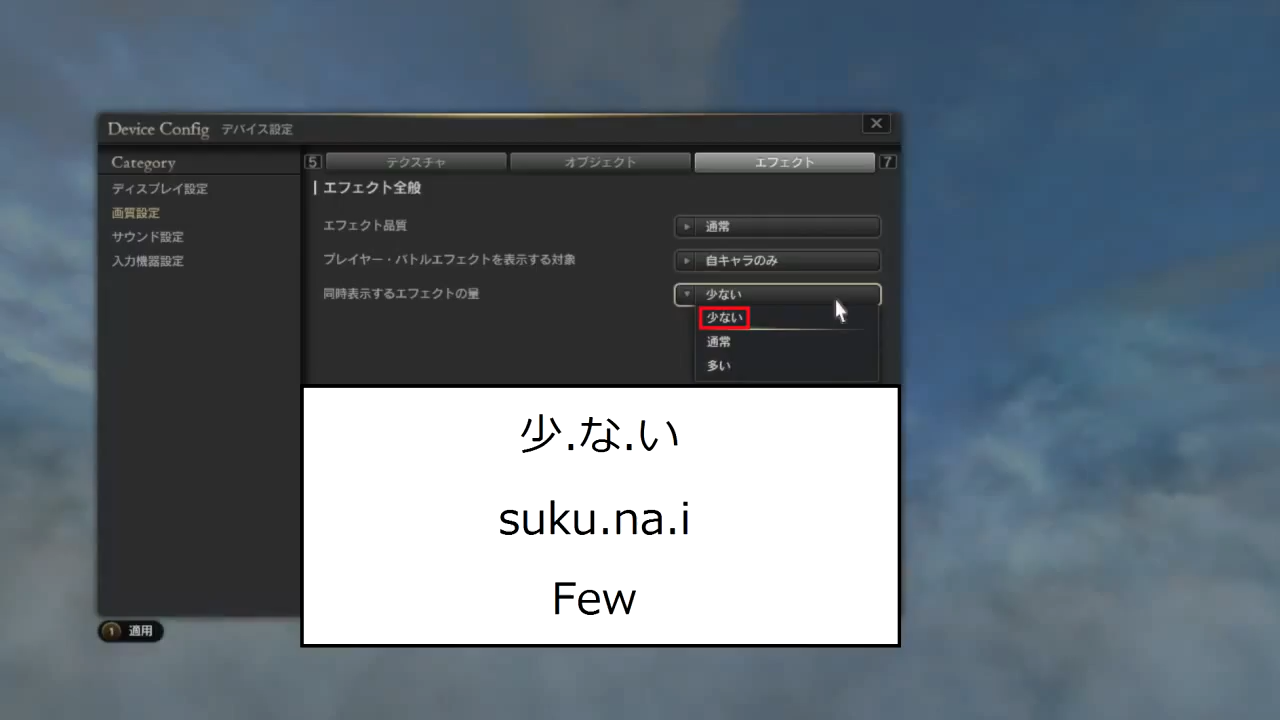 Device Config デバイス設定
Category
ディスプレイ設定
画質設定
サウンド設定
入力機器設定
5 テクスチャ オブジェクト エフェクト 7
エフェクト全般
エフェクト品質 通常
プレイヤー・バトルエフェクトを表示する対象 自キャラのみ
同時表示するエフェクトの量 少ない
少ない
通常
多い
少.な.い
suku.na.i
Few
1 適用